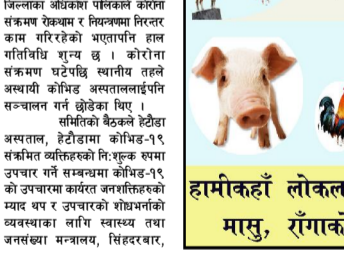 जिल्लाका अधिकांश पालिकाले कोरोना
संक्रमण रोकथाम र नियन्त्रणमा निरन्तर
काम गरिरहेको भएतापनि हाल
गतिविधि शून्य छ । कोरोना
संक्रमण घटेपछि स्थानीय तहले
अस्थायी कोभिड अस्पताललाईपनि
सञ्चालन गर्न छोडेका थिए ।
समितिको बैठकले हेटौडा
अस्पताल, हेटौडामा कोभिड-१९
संक्रमित व्यक्तिहरुको नि:शुल्क रुपमा
उपचार गर्ने सम्बन्धमा कोभिड-१९
को उपचारमा कार्यरत जनशक्तिहरुको
म्याद थप र उपचारको शोधभर्नाको
व्यवस्थाका लागि स्वास्थ्य तथा
जनसंख्या मन्त्रालय, सिंहदरबार,
हामीकहाँ लोकल
मासु, राँगाको